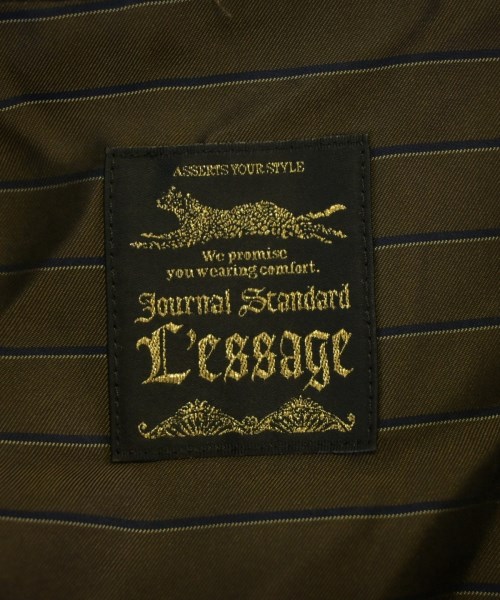 ASSERTS YOUR STYLE
We promise
you wearing comfort.
Journal Standard
L'essage